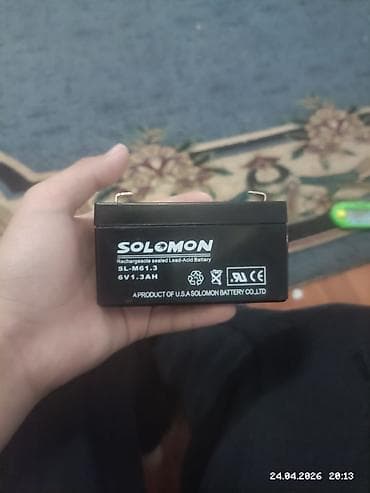 SOLOMON
Rechargeable sealed Lead-Acid Battery
SL-M61.3
6V1.3AH
A PRODUCT OF U.S.A SOLOMON BATTERY CO.,LTD
24.04.2026 20:13